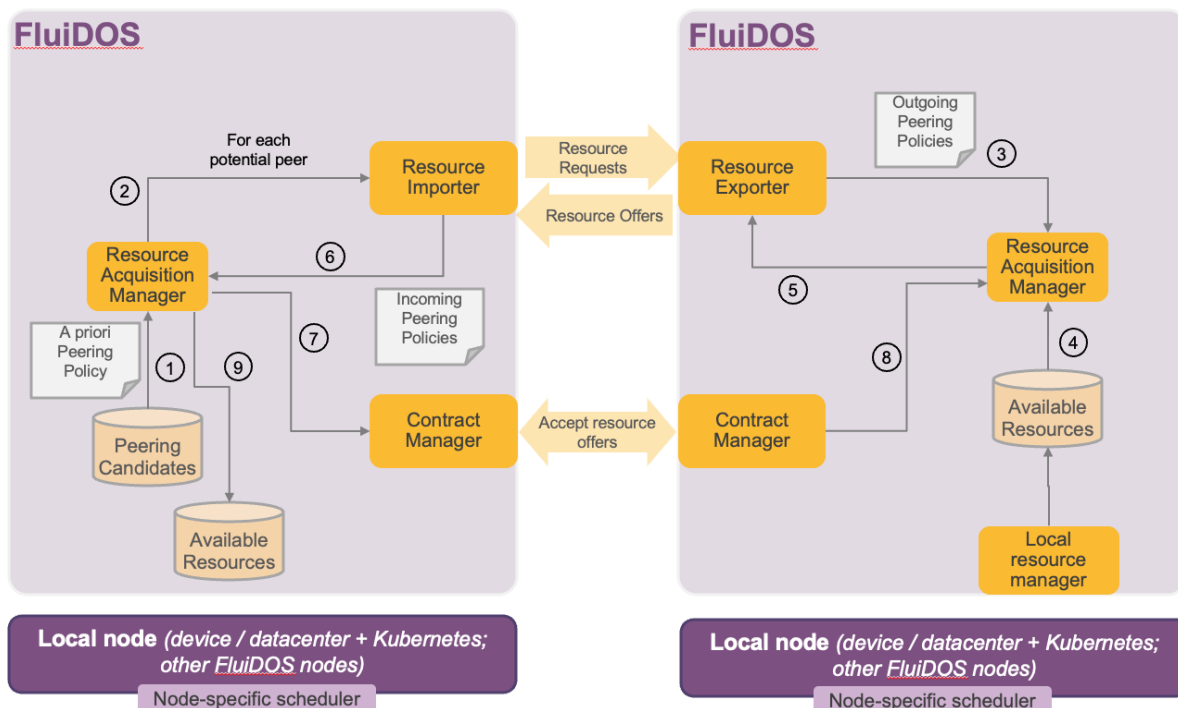 FluiDOS
For each
potential peer
2
Resource
Importer
6
Resource
Acquisition
Manager
Incoming
Peering
Policies
A priori
Peering
Policy
1
9
7
Peering
Candidates
Contract
Manager
Available
Resources
Local node (device / datacenter + Kubernetes;
other FluiDOS nodes)
Node-specific scheduler
Resource
Requests
Resource Offers
Accept resource
offers
FluiDOS
Outgoing
Peering
Policies
3
Resource
Exporter
Resource
Acquisition
Manager
5
8
4
Available
Resources
Contract
Manager
Local
resource
manager
Local node (device / datacenter + Kubernetes;
other FluiDOS nodes)
Node-specific scheduler